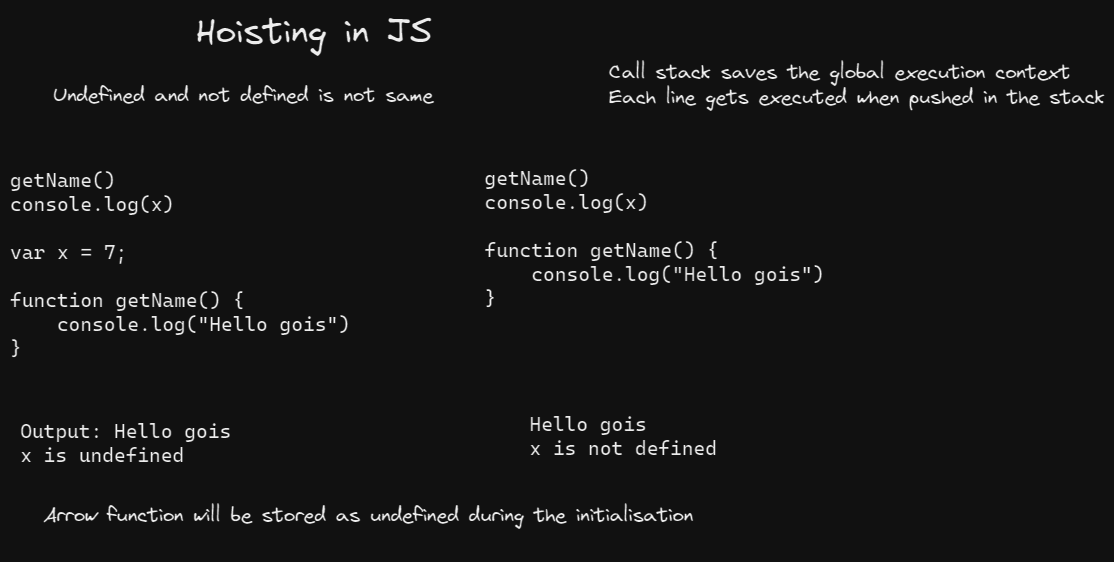 Hoisting in JS
Undefined and not defined is not same
Call stack saves the global execution context
Each line gets executed when pushed in the stack
getName()
console.log(x)
var x = 7;
function getName() {
    console.log("Hello gois")
}
Output: Hello gois
x is undefined
getName()
console.log(x)
function getName() {
    console.log("Hello gois")
}
Hello gois
x is not defined
Arrow function will be stored as undefined during the initialisation